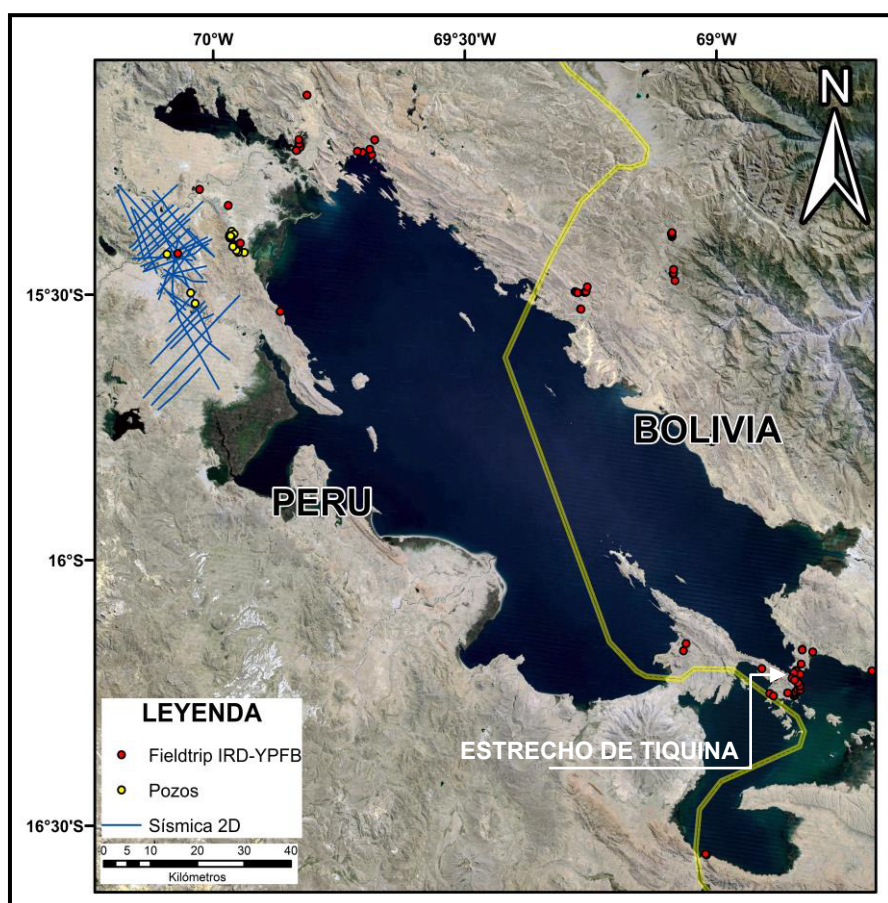 70°W 69°30'W 69°W
N
15°30'S
BOLIVIA
PERU
16°S
ESTRECHO DE TIQUINA
16°30'S
LEYENDA
Fieldtrip IRD-YPFB
Pozos
Sísmica 2D
0 5 10 20 30 40
Kilómetros